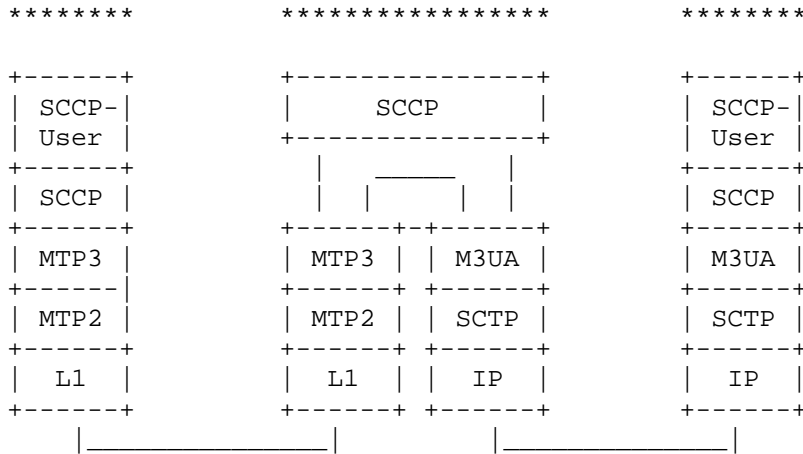 ******** ***************** ********
SCCP- SCCP SCCP-
User User
SCCP SCCP
MTP3 MTP3 M3UA M3UA
MTP2 MTP2 SCTP SCTP
L1 L1 IP IP